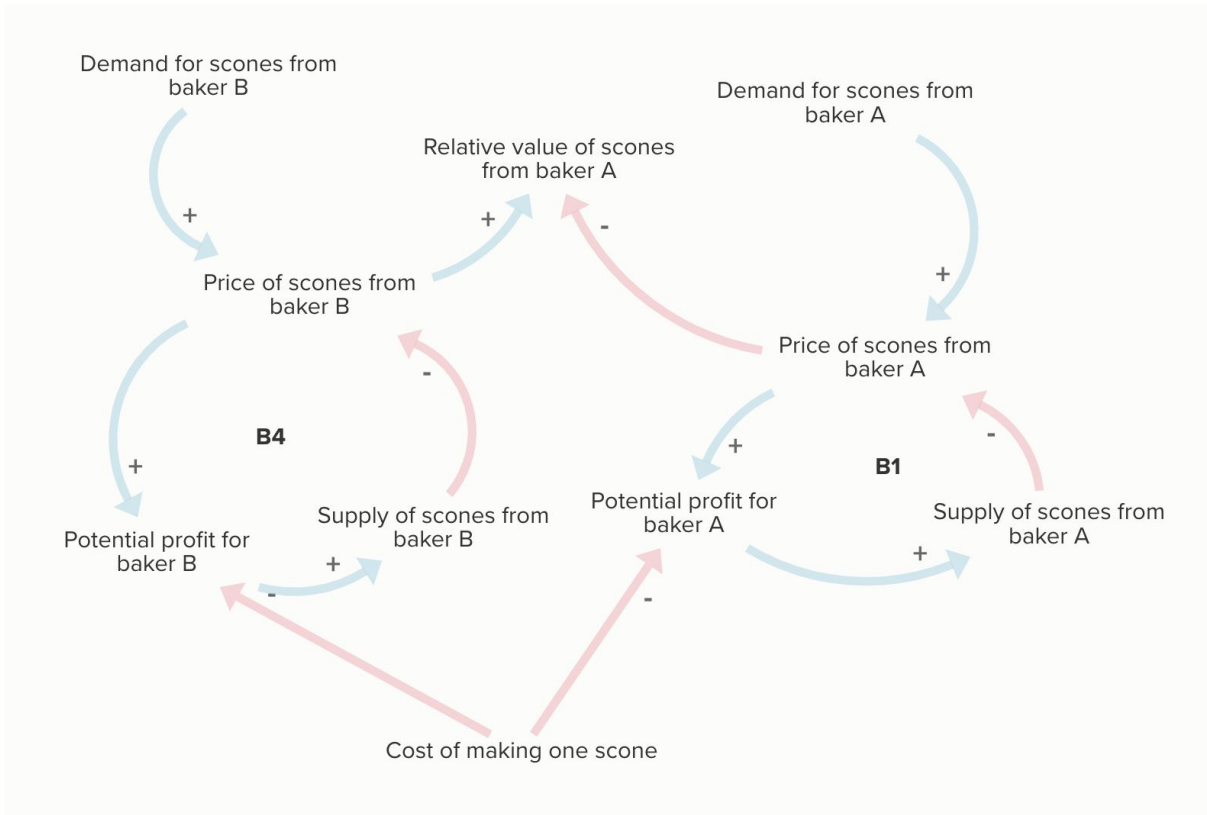 Demand for scones from
baker B
Demand for scones from
baker A
Relative value of scones
from baker A
+
+
-
+
Price of scones from
baker B
Price of scones from
baker A
-
+
B4
+
-
B1
+
Potential profit for
baker A
Supply of scones from
baker B
Supply of scones from
baker A
Potential profit for
baker B
+
+
-
-
Cost of making one scone